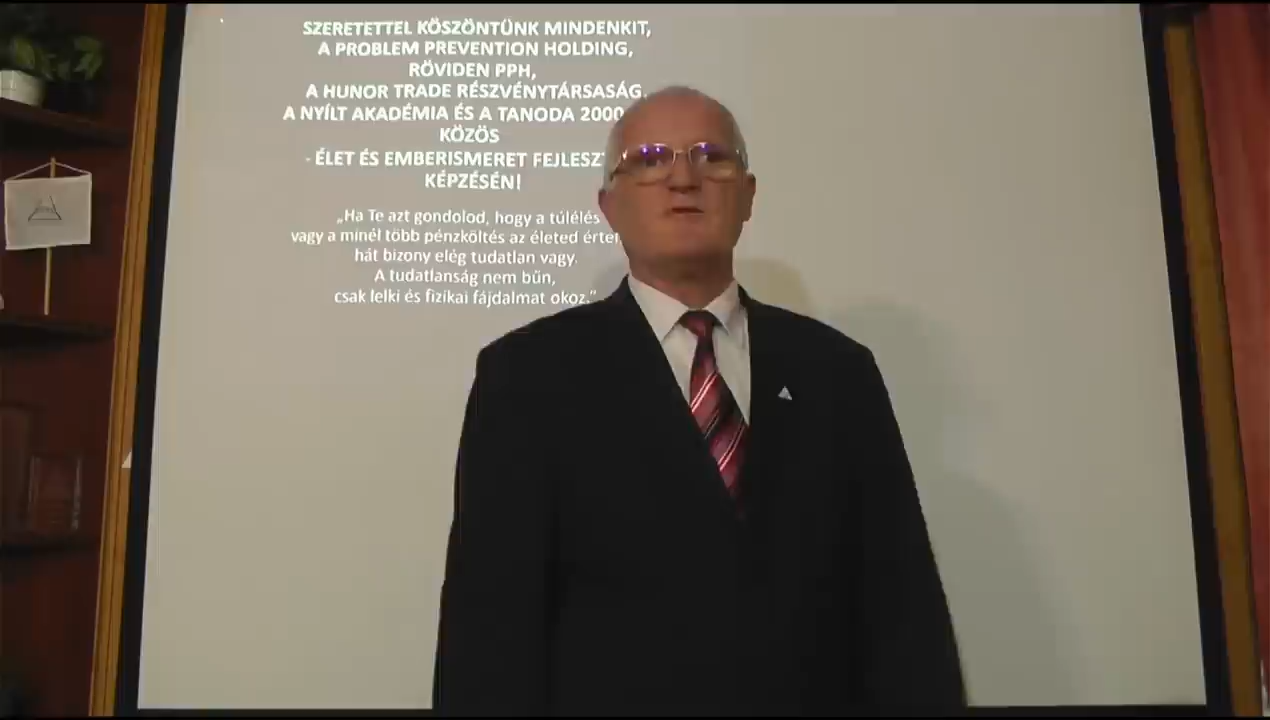 SZERETETTEL KÖSZÖNTÜNK MINDENKIT,
A PROBLEM PREVENTION HOLDING,
RÖVIDEN PPH,
A HUNOR TRADE RÉSZVÉNYTÁRSASÁG.
A NYÍLT AKADÉMIA ÉS A TANODA 2000
KÖZÖS
- ÉLET ÉS EMBERISMERET
KÉPZÉSÉN!
„Ha Te azt gondolod, hogy a túlélés
vagy a minél több pénzköltés az életed
hát bizony elég tudatlan vagy.
A tudatlanság nem bűn,
csak lelki és fizikai fájdalmat okoz.”